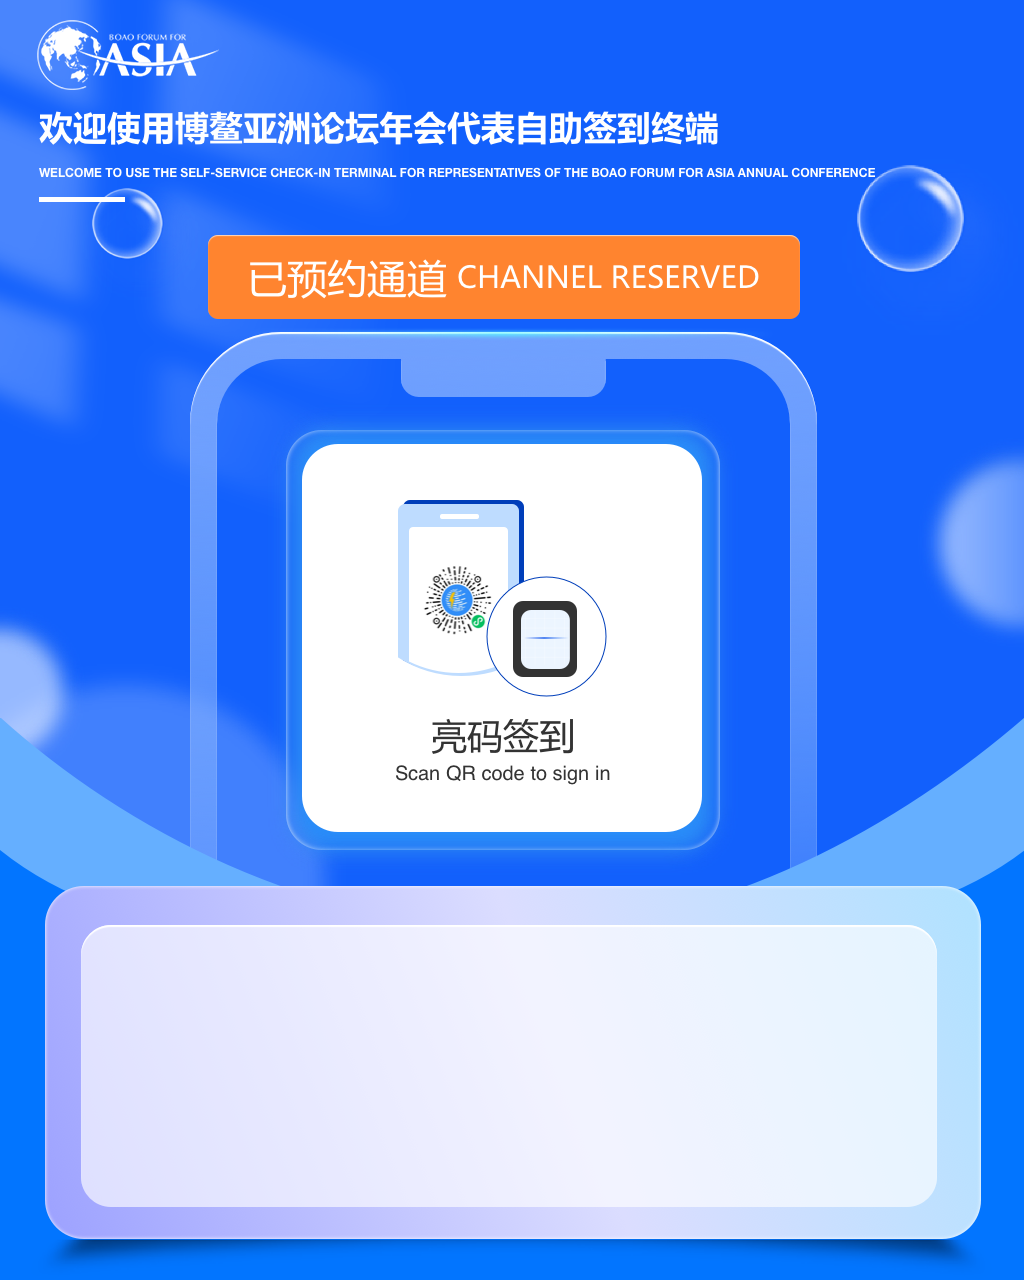 BOAO FORUM FOR
ASIA
欢迎使用博鳌亚洲论坛年会代表自助签到终端
WELCOME TO USE THE SELF-SERVICE CHECK-IN TERMINAL FOR REPRESENTATIVES OF THE BOAO FORUM FOR ASIA ANNUAL CONFERENCE
已预约通道 CHANNEL RESERVED
亮码签到
Scan QR code to sign in